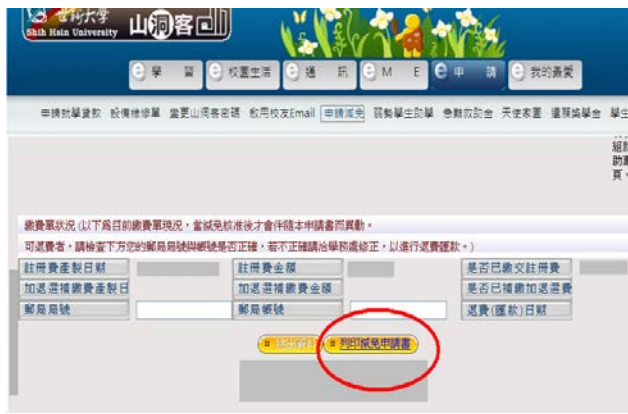 世新大學
Shih Hsin University
山洞客
e 學 習
e 校園生活
e 通 訊
e M E
e 申 請
e 我的最愛
申請就學貸款 設備維修單 變更山洞客密碼 啟用校友Email 申請減免 弱勢學生助學 急難救助金 天使家園 還願獎學金 學生
頁。
繳費單狀況(以下為目前繳費單現況，當減免核准後才會伴隨本申請書而異動。
可退費者，請檢查下方您的郵局局號與帳號是否正確，若不正確請洽學務處修正，以進行退費匯款。)
註冊費產製日期 註冊費金額 是否已繳交註冊費
加退選補繳費產製日 加退選補繳費金額 是否已補繳加退選費
郵局局號 郵局帳號 退費(匯款)日期
列印減免申請書